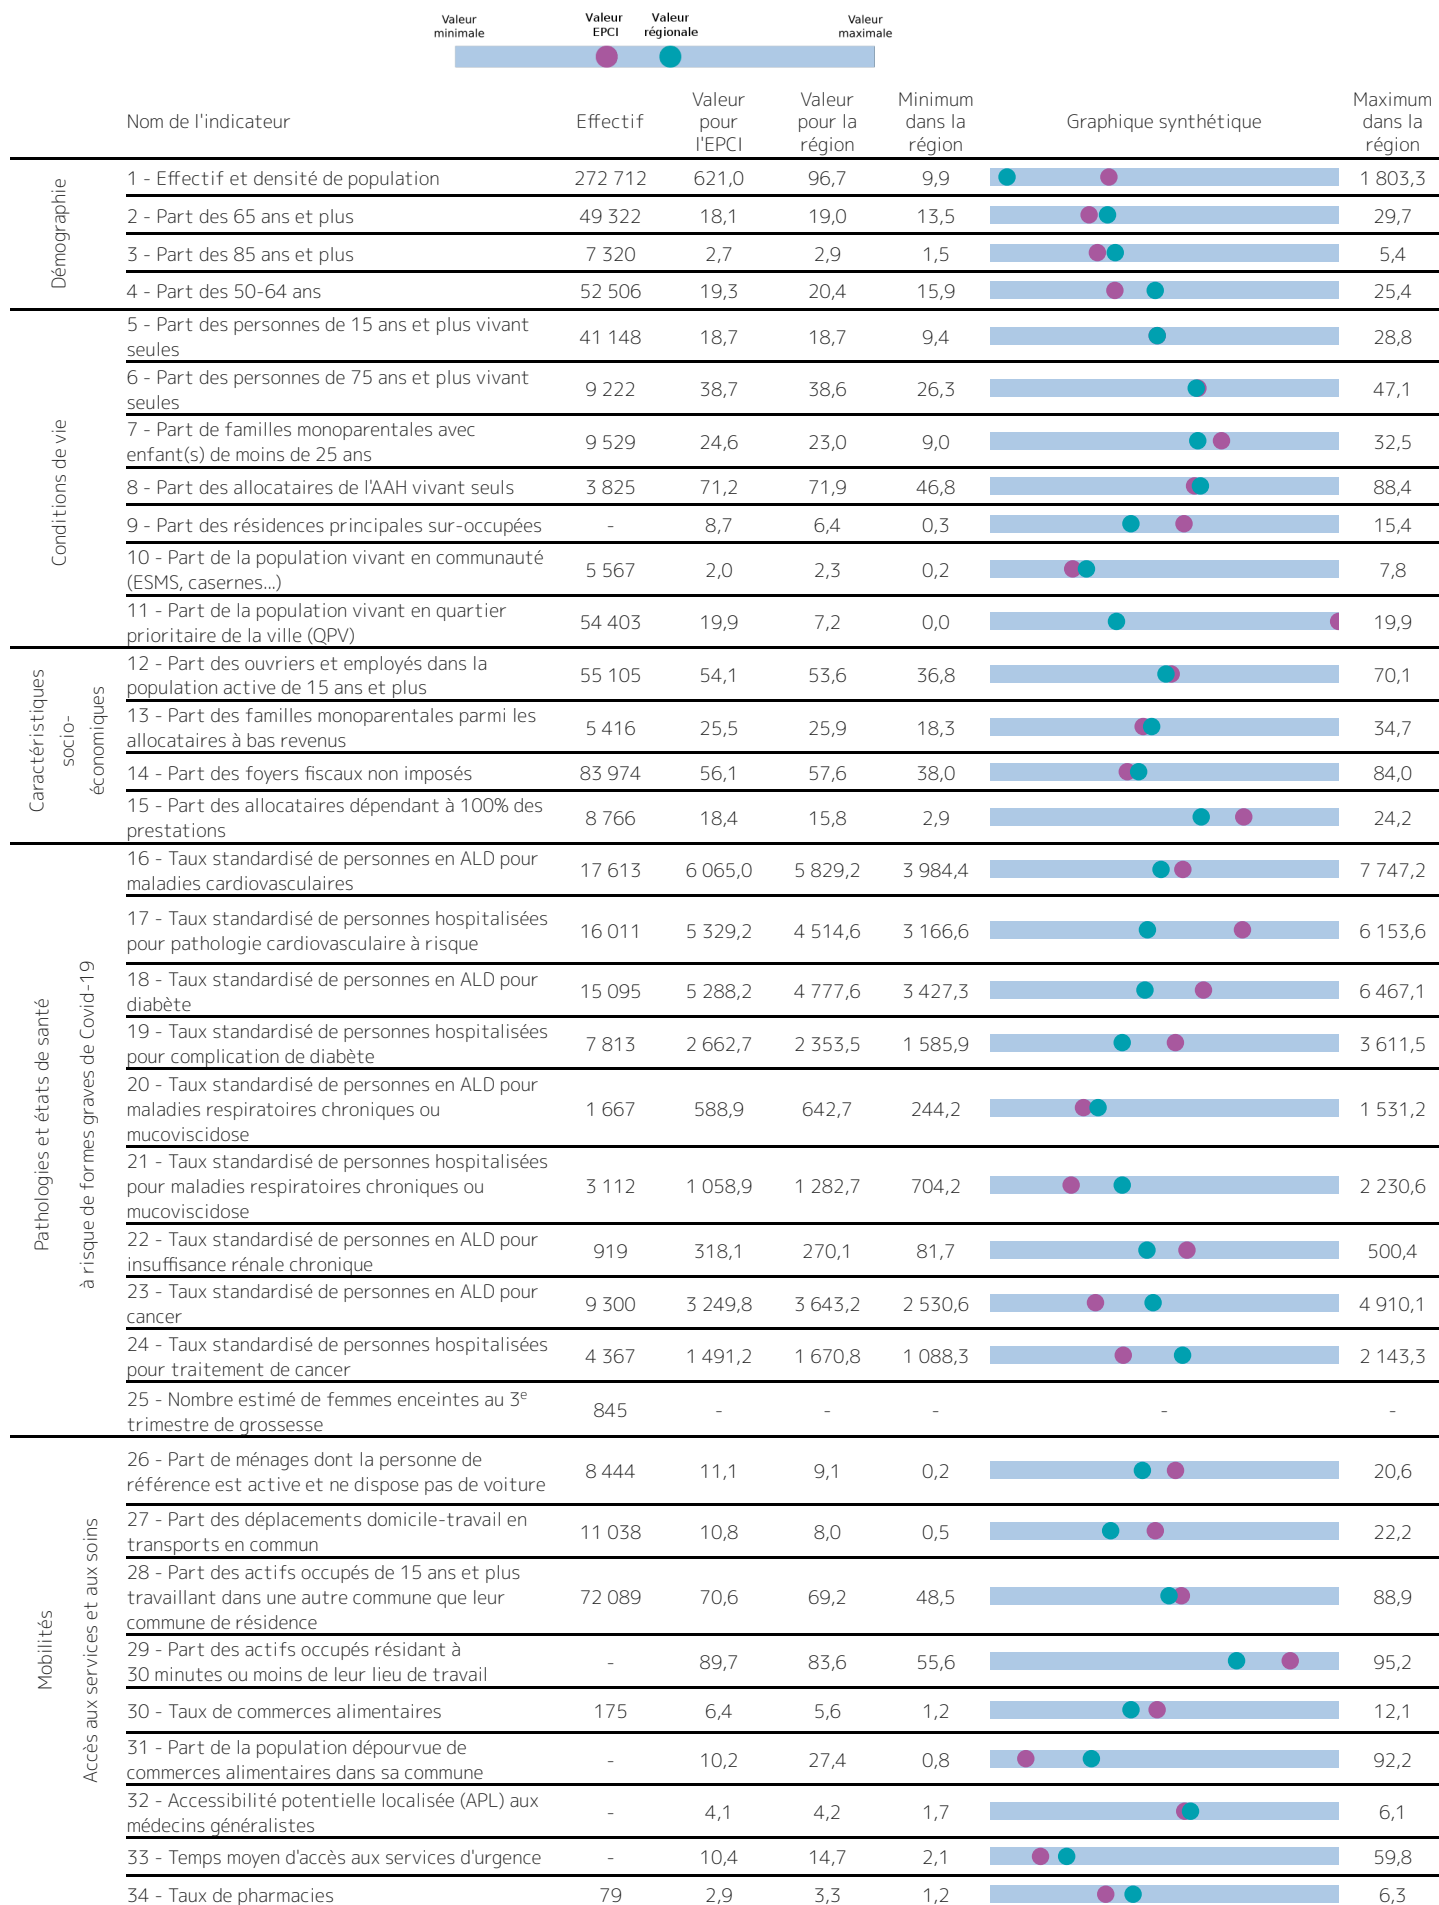 Valeur minimale
Valeur EPCI
Valeur régionale
Valeur maximale
Nom de l'indicateur Effectif Valeur pour l'EPCI Valeur pour la région Minimum dans la région Graphique synthétique Maximum dans la région
Démographie
1 - Effectif et densité de population 272 712 621,0 96,7 9,9 1 803,3
2 - Part des 65 ans et plus 49 322 18,1 19,0 13,5 29,7
3 - Part des 85 ans et plus 7 320 2,7 2,9 1,5 5,4
4 - Part des 50-64 ans 52 506 19,3 20,4 15,9 25,4
Conditions de vie
5 - Part des personnes de 15 ans et plus vivant
seules 41 148 18,7 18,7 9,4 28,8
6 - Part des personnes de 75 ans et plus vivant
seules 9 222 38,7 38,6 26,3 47,1
7 - Part de familles monoparentales avec
enfant(s) de moins de 25 ans 9 529 24,6 23,0 9,0 32,5
8 - Part des allocataires de l'AAH vivant seuls 3 825 71,2 71,9 46,8 88,4
9 - Part des résidences principales sur-occupées - 8,7 6,4 0,3 15,4
10 - Part de la population vivant en communauté
(ESMS, casernes...) 5 567 2,0 2,3 0,2 7,8
11 - Part de la population vivant en quartier
prioritaire de la ville (QPV) 54 403 19,9 7,2 0,0 19,9
Caractéristiques
socio-
économiques
12 - Part des ouvriers et employés dans la
population active de 15 ans et plus 55 105 54,1 53,6 36,8 70,1
13 - Part des familles monoparentales parmi les
allocataires à bas revenus 5 416 25,5 25,9 18,3 34,7
14 - Part des foyers fiscaux non imposés 83 974 56,1 57,6 38,0 84,0
15 - Part des allocataires dépendant à 100% des
prestations 8 766 18,4 15,8 2,9 24,2
Pathologies et états de santé
à risque de formes graves de Covid-19
16 - Taux standardisé de personnes en ALD pour
maladies cardiovasculaires 17 613 6 065,0 5 829,2 3 984,4 7 747,2
17 - Taux standardisé de personnes hospitalisées
pour pathologie cardiovasculaire à risque 16 011 5 329,2 4 514,6 3 166,6 6 153,6
18 - Taux standardisé de personnes en ALD pour
diabète 15 095 5 288,2 4 777,6 3 427,3 6 467,1
19 - Taux standardisé de personnes hospitalisées
pour complication de diabète 7 813 2 662,7 2 353,5 1 585,9 3 611,5
20 - Taux standardisé de personnes en ALD pour
maladies respiratoires chroniques ou
mucoviscidose 1 667 588,9 642,7 244,2 1 531,2
21 - Taux standardisé de personnes hospitalisées
pour maladies respiratoires chroniques ou
mucoviscidose 3 112 1 058,9 1 282,7 704,2 2 230,6
22 - Taux standardisé de personnes en ALD pour
insuffisance rénale chronique 919 318,1 270,1 81,7 500,4
23 - Taux standardisé de personnes en ALD pour
cancer 9 300 3 249,8 3 643,2 2 530,6 4 910,1
24 - Taux standardisé de personnes hospitalisées
pour traitement de cancer 4 367 1 491,2 1 670,8 1 088,3 2 143,3
25 - Nombre estimé de femmes enceintes au 3e
trimestre de grossesse 845 - - - - -
Mobilités
Accès aux services et aux soins
26 - Part de ménages dont la personne de
référence est active et ne dispose pas de voiture 8 444 11,1 9,1 0,2 20,6
27 - Part des déplacements domicile-travail en
transports en commun 11 038 10,8 8,0 0,5 22,2
28 - Part des actifs occupés de 15 ans et plus
travaillant dans une autre commune que leur
commune de résidence 72 089 70,6 69,2 48,5 88,9
29 - Part des actifs occupés résidant à
30 minutes ou moins de leur lieu de travail - 89,7 83,6 55,6 95,2
30 - Taux de commerces alimentaires 175 6,4 5,6 1,2 12,1
31 - Part de la population dépourvue de
commerces alimentaires dans sa commune - 10,2 27,4 0,8 92,2
32 - Accessibilité potentielle localisée (APL) aux
médecins généralistes - 4,1 4,2 1,7 6,1
33 - Temps moyen d'accès aux services d'urgence - 10,4 14,7 2,1 59,8
34 - Taux de pharmacies 79 2,9 3,3 1,2 6,3